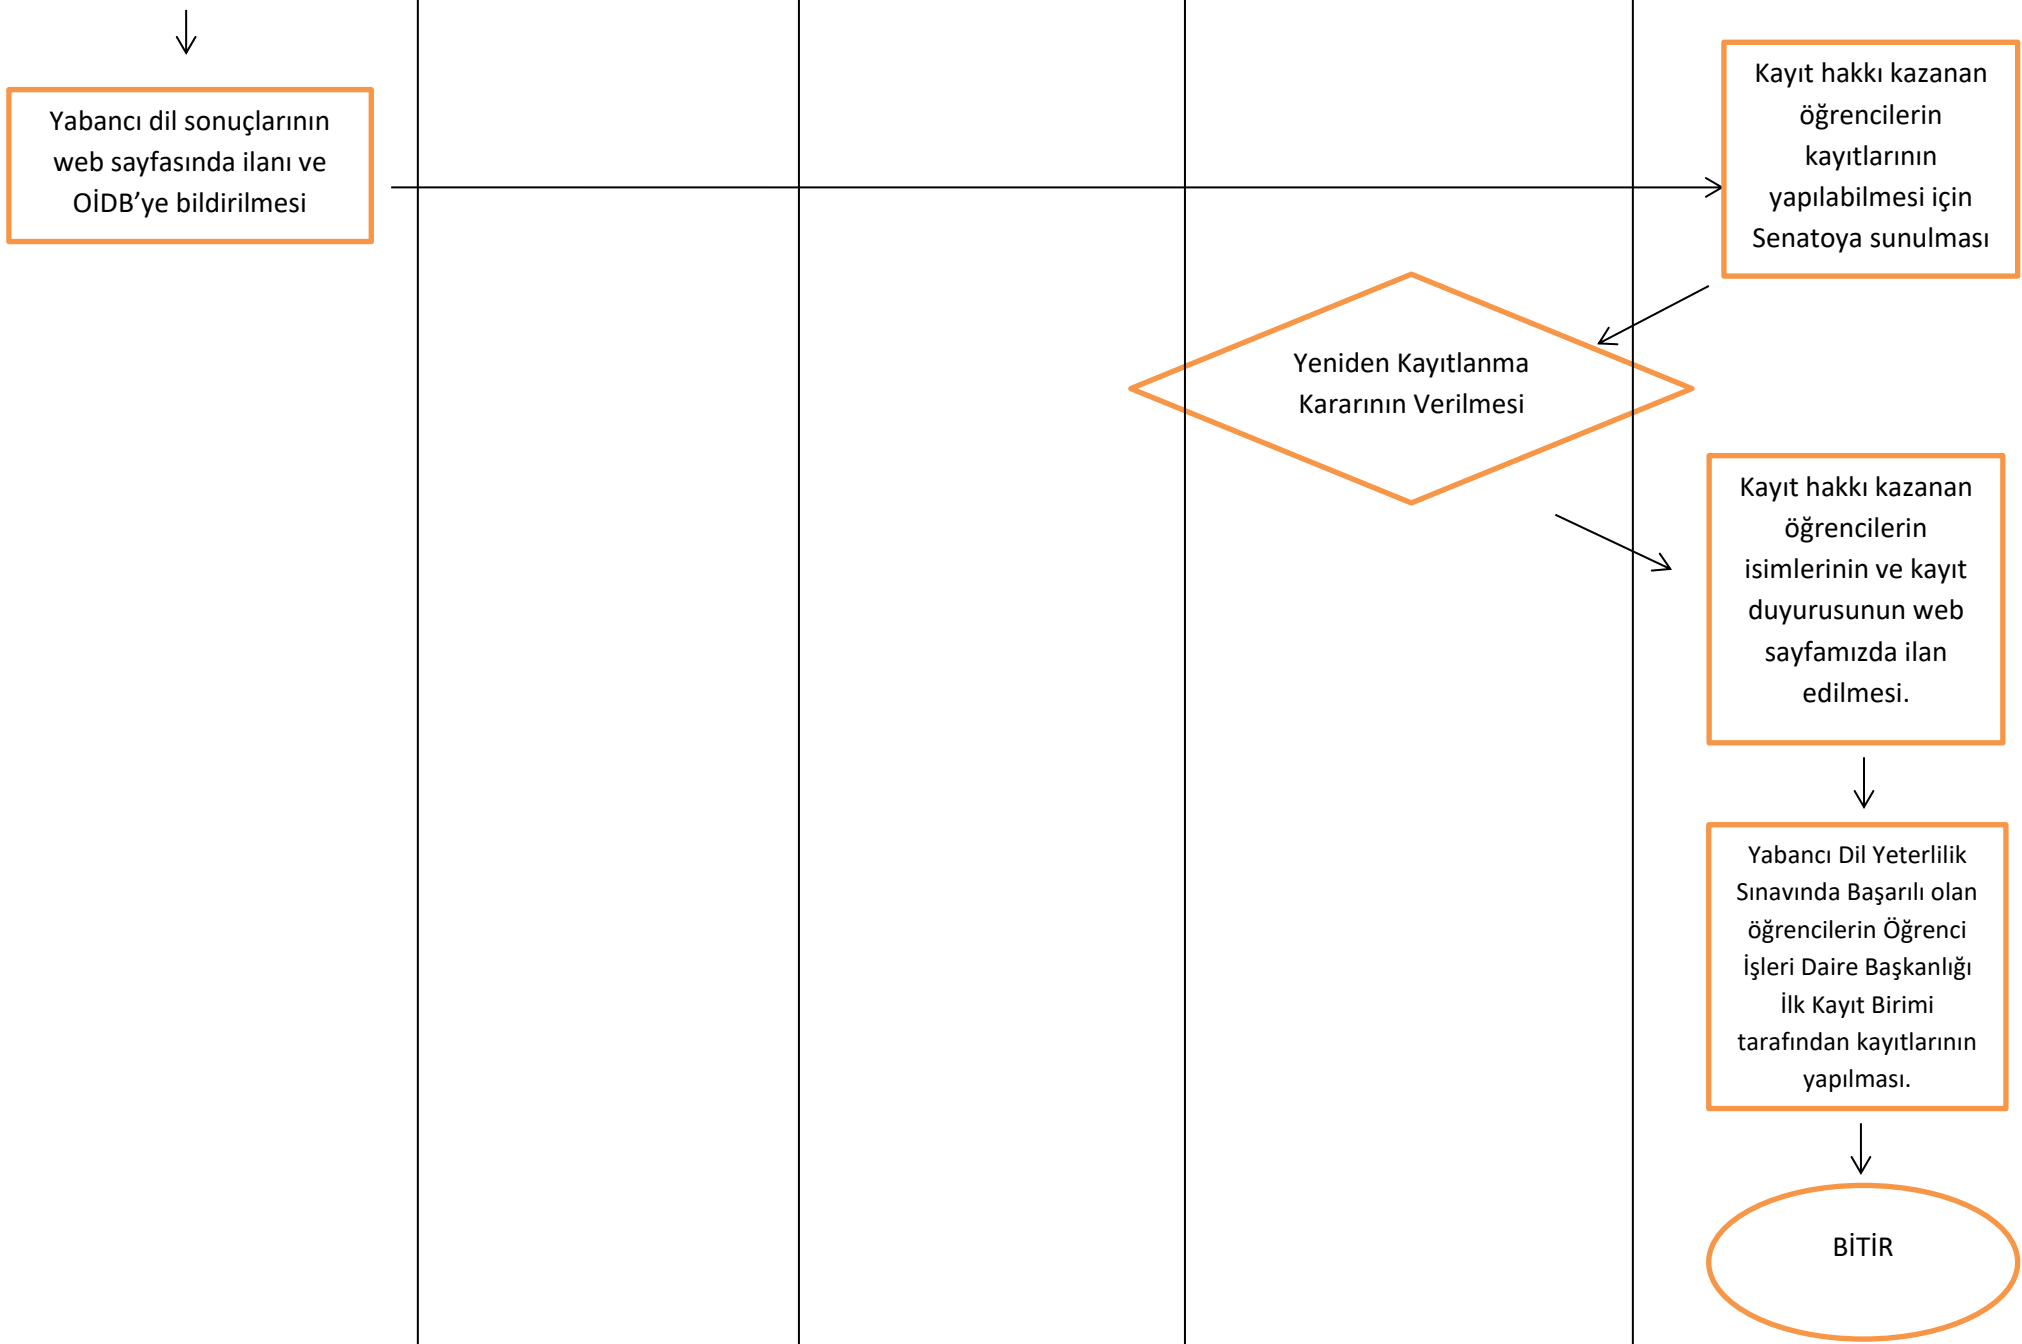 Yabancı dil sonuçlarının
web sayfasında ilanı ve
OİDB’ye bildirilmesi
Kayıt hakkı kazanan
öğrencilerin
kayıtlarının
yapılabilmesi için
Senatoya sunulması
Yeniden Kayıtlanma
Kararının Verilmesi
Kayıt hakkı kazanan
öğrencilerin
isimlerinin ve kayıt
duyurusunun web
sayfamızda ilan
edilmesi.
Yabancı Dil Yeterlilik
Sınavında Başarılı olan
öğrencilerin Öğrenci
İşleri Daire Başkanlığı
İlk Kayıt Birimi
tarafından kayıtlarının
yapılması.
BİTİR